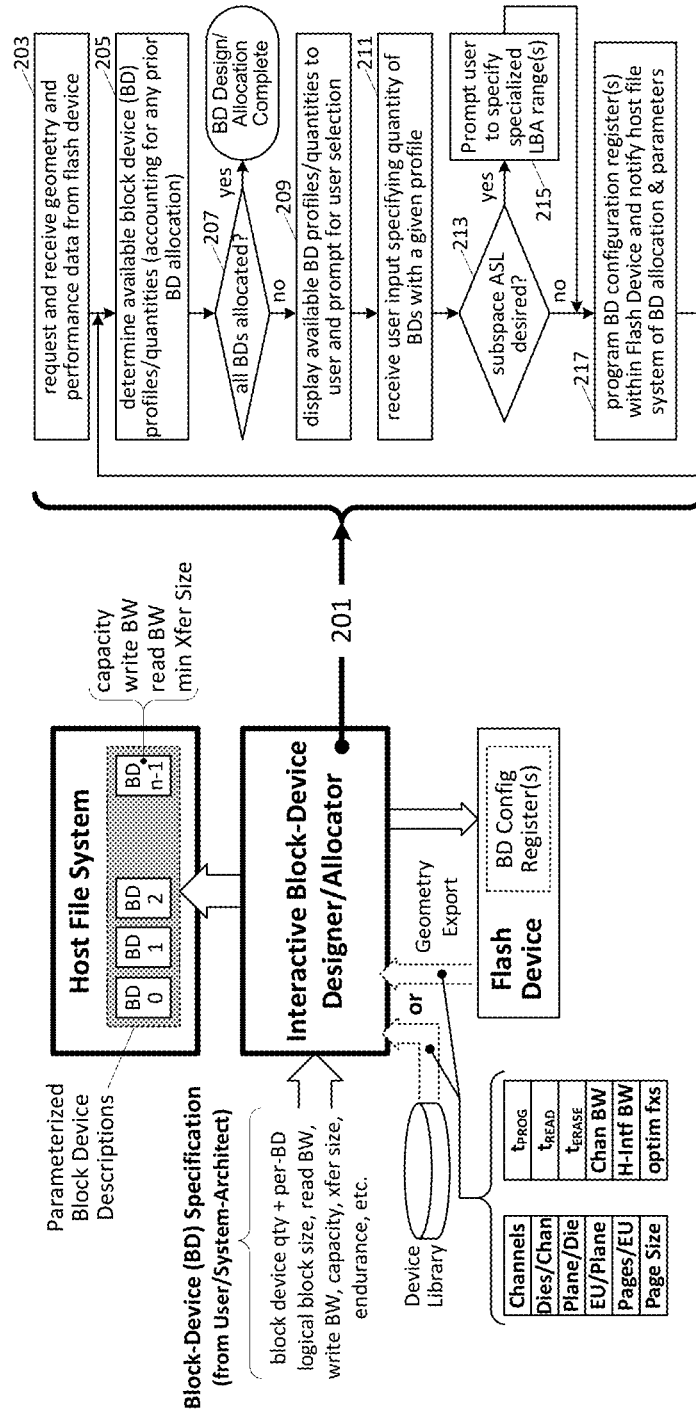 Parameterized
Block Device
Descriptions
Host File System
BD
0
BD
1
BD
2
BD
n-1
capacity
write BW
read BW
min Xfer Size
Block-Device (BD) Specification
(from User/System-Architect)
block device qty + per-BD
logical block size, read BW,
write BW, capacity, xfer size,
endurance, etc.
Interactive Block-Device
Designer/Allocator
201
Device
Library
or
Geometry
Export
Flash
Device
BD Config
Register(s)
Channels
Dies/Chan
Plane/Die
EU/Plane
Pages/EU
Page Size
tPROG
tREAD
tERASE
Chan BW
H-Intf BW
optim fxs
203
request and receive geometry and
performance data from flash device
205
determine available block device (BD)
profiles/quantities (accounting for any prior
BD allocation)
207
all BDs allocated?
yes
BD Design/
Allocation
Complete
no
209
display available BD profiles/quantities to
user and prompt for user selection
211
receive user input specifying quantity of
BDs with a given profile
213
subspace ASL
desired?
yes
Prompt user
to specify
specialized
LBA range(s)
215
no
217
program BD configuration register(s)
within Flash Device and notify host file
system of BD allocation & parameters